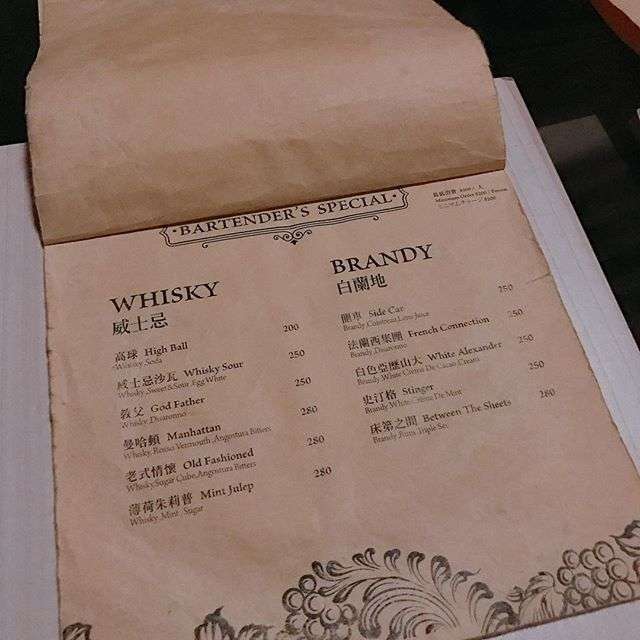 BARTENDER'S SPECIAL
Minimum Order $200 / Person
WHISKY
威士忌
高球 High Ball 200
Whisky, Soda
威士忌沙瓦 Whisky Sour 250
Whisky, Sweet&Sour, Egg White
教父 God Father 250
Whisky, Disaronno
曼哈頓 Manhattan 280
Whisky, Rosso Vermouth, Angostura Bitters
老式情懷 Old Fashioned 280
Whisky, Sugar Cube, Angostura Bitters
薄荷朱莉普 Mint Julep 280
Whisky, Mint, Sugar
BRANDY
白蘭地
側車 Side Car 250
Brandy, Cointreau, Lime Juice
法蘭西集團 French Connection 250
Brandy, Disaronno
白色亞歷山大 White Alexander 250
Brandy, White Crème De Cacao, Cream
史汀格 Stinger 250
Brandy, White Crème De Mint
床笫之間 Between The Sheets 280
Brandy, Rum, Triple Sec